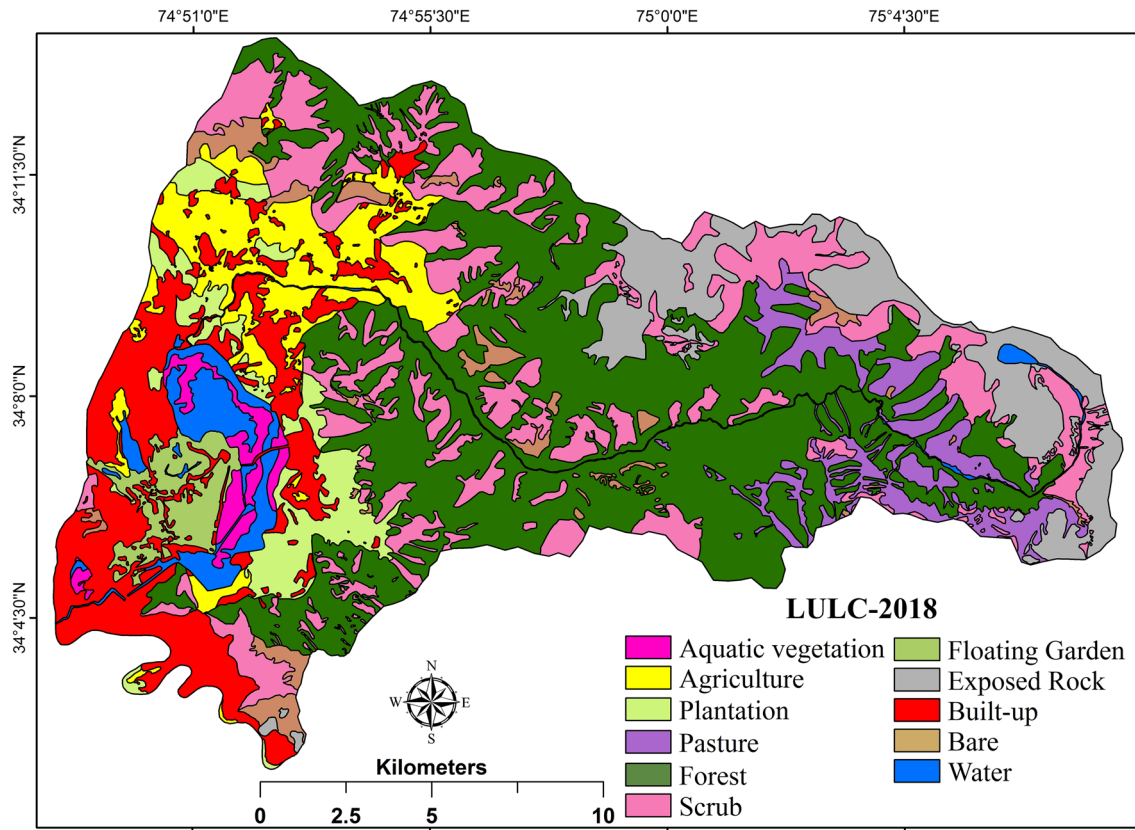 74°51'0"E 74°55'30"E 75°0'0"E 75°4'30"E
34°11'30"N
34°8'0"N
34°4'30"N
LULC-2018
Aquatic vegetation
Agriculture
Plantation
Pasture
Forest
Scrub
Floating Garden
Exposed Rock
Built-up
Bare
Water
N
W E
S
Kilometers
0 2.5 5 10